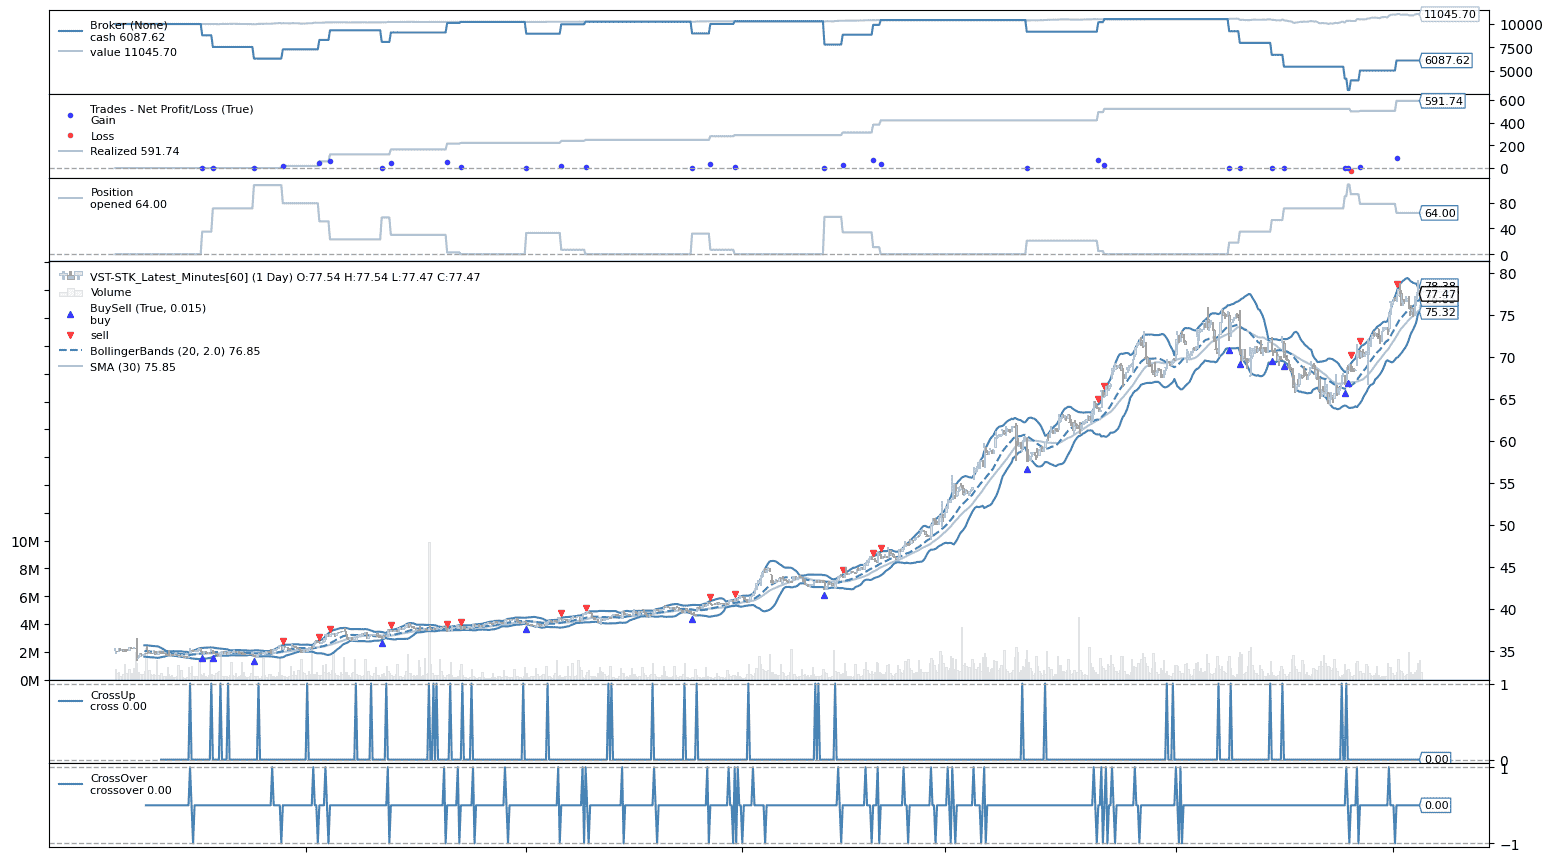 Broker (None)
cash 6087.62
value 11045.70
11045.70
10000
7500
6087.62
5000
Trades - Net Profit/Loss (True)
Gain
Loss
Realized 591.74
591.74
600
400
200
0
Position
opened 64.00
80
64.00
40
0
VST-STK_Latest_Minutes[60] (1 Day) O:77.54 H:77.54 L:77.47 C:77.47
Volume
BuySell (True, 0.015)
buy
sell
BollingerBands (20, 2.0) 76.85
SMA (30) 75.85
80
78.38
77.47
75.32
75
70
65
60
55
50
45
40
35
10M
8M
6M
4M
2M
0M
CrossUp
cross 0.00
1
0.00
0
CrossOver
crossover 0.00
1
0.00
−1